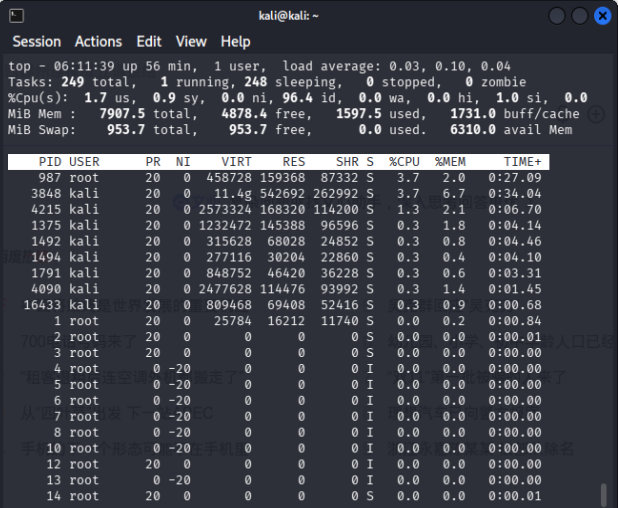 kali@kali: ~
Session Actions Edit View Help
top - 06:11:39 up 56 min, 1 user, load average: 0.03, 0.10, 0.04
Tasks: 249 total, 1 running, 248 sleeping, 0 stopped, 0 zombie
%Cpu(s): 1.7 us, 0.9 sy, 0.0 ni, 96.4 id, 0.0 wa, 0.0 hi, 1.0 si, 0.0
MiB Mem : 7907.5 total, 4878.4 free, 1597.5 used, 1731.0 buff/cache
MiB Swap: 953.7 total, 953.7 free, 0.0 used. 6310.0 avail Mem
PID USER PR NI VIRT RES SHR S %CPU %MEM TIME+
987 root 20 0 458728 159368 87332 S 3.7 2.0 0:27.09
3848 kali 20 0 11.4g 542692 262992 S 3.7 6.7 0:34.04
4215 kali 20 0 2573324 168320 114200 S 1.3 2.1 0:06.70
1375 kali 20 0 1232472 145388 96596 S 0.3 1.8 0:04.14
1492 kali 20 0 315628 68028 24852 S 0.3 0.8 0:04.46
1494 kali 20 0 277116 30204 22860 S 0.3 0.4 0:04.10
1791 kali 20 0 848752 46420 36228 S 0.3 0.6 0:03.31
4090 kali 20 0 2477628 114476 93992 S 0.3 1.4 0:01.45
16433 kali 20 0 809468 69408 52416 S 0.3 0.9 0:00.68
1 root 20 0 25784 16212 11740 S 0.0 0.2 0:00.84
2 root 20 0 0 0 0 S 0.0 0.0 0:00.01
3 root 20 0 0 0 0 S 0.0 0.0 0:00.00
4 root 0 -20 0 0 0 I 0.0 0.0 0:00.00
5 root 0 -20 0 0 0 I 0.0 0.0 0:00.00
6 root 0 -20 0 0 0 I 0.0 0.0 0:00.00
7 root 0 -20 0 0 0 I 0.0 0.0 0:00.00
8 root 0 -20 0 0 0 I 0.0 0.0 0:00.00
10 root 0 -20 0 0 0 I 0.0 0.0 0:00.00
12 root 20 0 0 0 0 I 0.0 0.0 0:00.00
13 root 0 -20 0 0 0 I 0.0 0.0 0:00.00
14 root 20 0 0 0 0 S 0.0 0.0 0:00.01